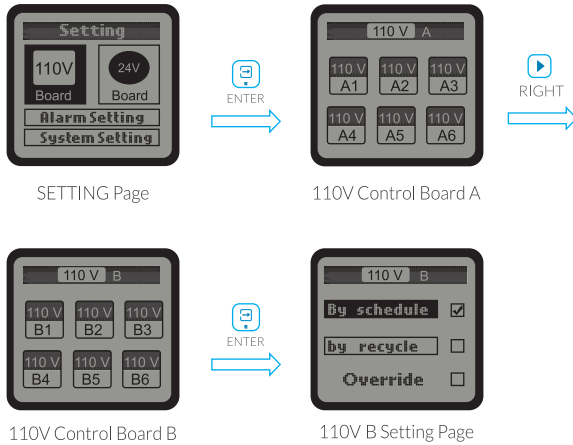 Setting
110V
Board
24V
Board
Alarm Setting
System Setting
SETTING Page
ENTER
110 V A
110 V A1
110 V A2
110 V A3
110 V A4
110 V A5
110 V A6
110V Control Board A
RIGHT
110 V B
110 V B1
110 V B2
110 V B3
110 V B4
110 V B5
110 V B6
110V Control Board B
ENTER
110 V B
By schedule
by recycle
Override
110V B Setting Page